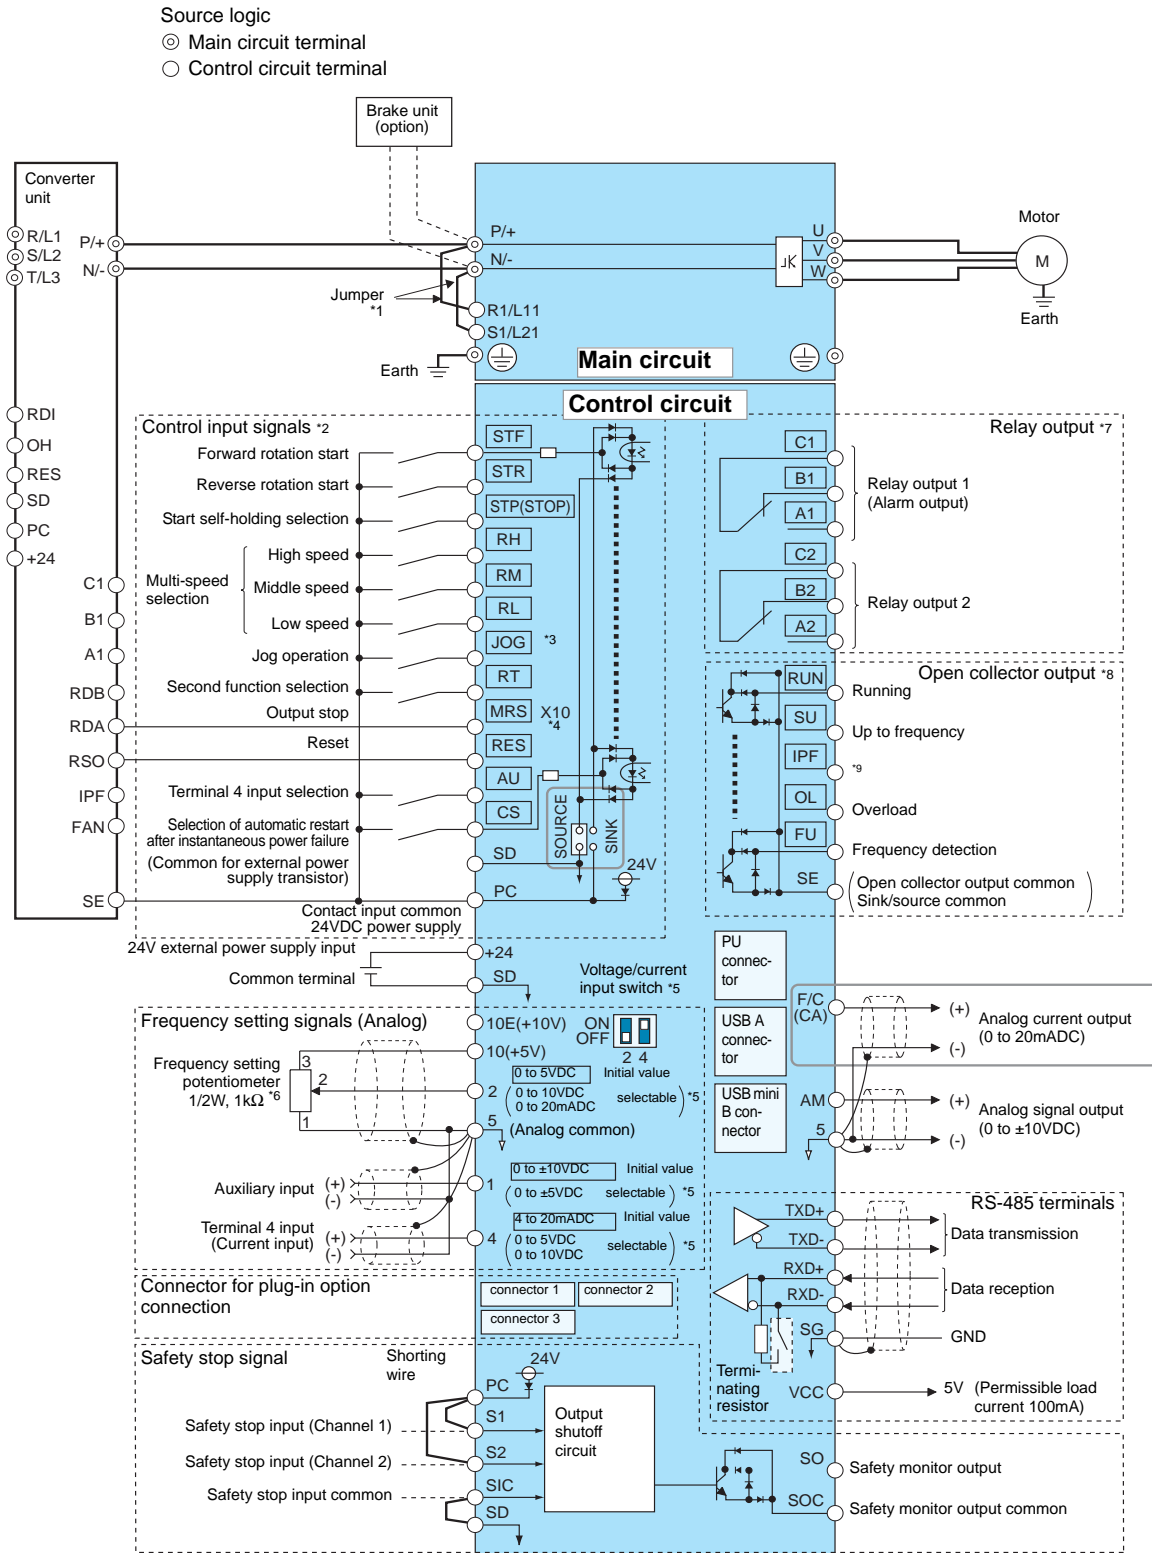 Source logic
Main circuit terminal
Control circuit terminal
Brake unit
(option)
Converter
unit
R/L1
S/L2
T/L3
P/+
N/-
P/+
N/-
Jumper
*1
R1/L11
S1/L21
Earth
Main circuit
U
V
W
Motor
M
Earth
Control circuit
RDI
OH
RES
SD
PC
+24
C1
B1
A1
RDB
RDA
RSO
IPF
FAN
SE
Control input signals *2
Forward rotation start
Reverse rotation start
Start self-holding selection
Multi-speed
selection
High speed
Middle speed
Low speed
Jog operation
Second function selection
Output stop
Reset
Terminal 4 input selection
Selection of automatic restart
after instantaneous power failure
(Common for external power
supply transistor)
Contact input common
24VDC power supply
STF
STR
STP(STOP)
RH
RM
RL
JOG *3
RT
MRS X10
*4
RES
AU
CS
SD
PC
SOURCE
SINK
24V
Relay output *7
C1
B1
A1
Relay output 1
(Alarm output)
C2
B2
A2
Relay output 2
Open collector output *8
RUN
Running
SU
Up to frequency
IPF
*9
OL
Overload
FU
Frequency detection
SE
(Open collector output common
Sink/source common)
24V external power supply input
Common terminal
+24
SD
Voltage/current
input switch *5
ON
OFF
2 4
PU
connec-
tor
USB A
connec-
tor
USB mini
B con-
nector
F/C
(CA)
(+)
(-)
Analog current output
(0 to 20mADC)
AM
5
(+)
(-)
Analog signal output
(0 to ±10VDC)
Frequency setting signals (Analog)
Frequency setting
potentiometer
1/2W, 1kΩ *6
3
2
1
10E(+10V)
10(+5V)
2
0 to 5VDC Initial value
(0 to 10VDC
0 to 20mADC selectable) *5
5
(Analog common)
Auxiliary input
(+)
(-)
1
0 to ±10VDC Initial value
(0 to ±5VDC selectable) *5
Terminal 4 input
(Current input)
(+)
(-)
4
4 to 20mADC Initial value
(0 to 5VDC
0 to 10VDC selectable) *5
Connector for plug-in option
connection
connector 1
connector 2
connector 3
RS-485 terminals
TXD+
TXD-
Data transmission
RXD+
RXD-
Data reception
SG
GND
Termi-
nating
resistor
VCC
5V (Permissible load
current 100mA)
Safety stop signal
Shorting
wire
24V
PC
S1
S2
SIC
SD
Safety stop input (Channel 1)
Safety stop input (Channel 2)
Safety stop input common
Output
shutoff
circuit
SO
Safety monitor output
SOC
Safety monitor output common